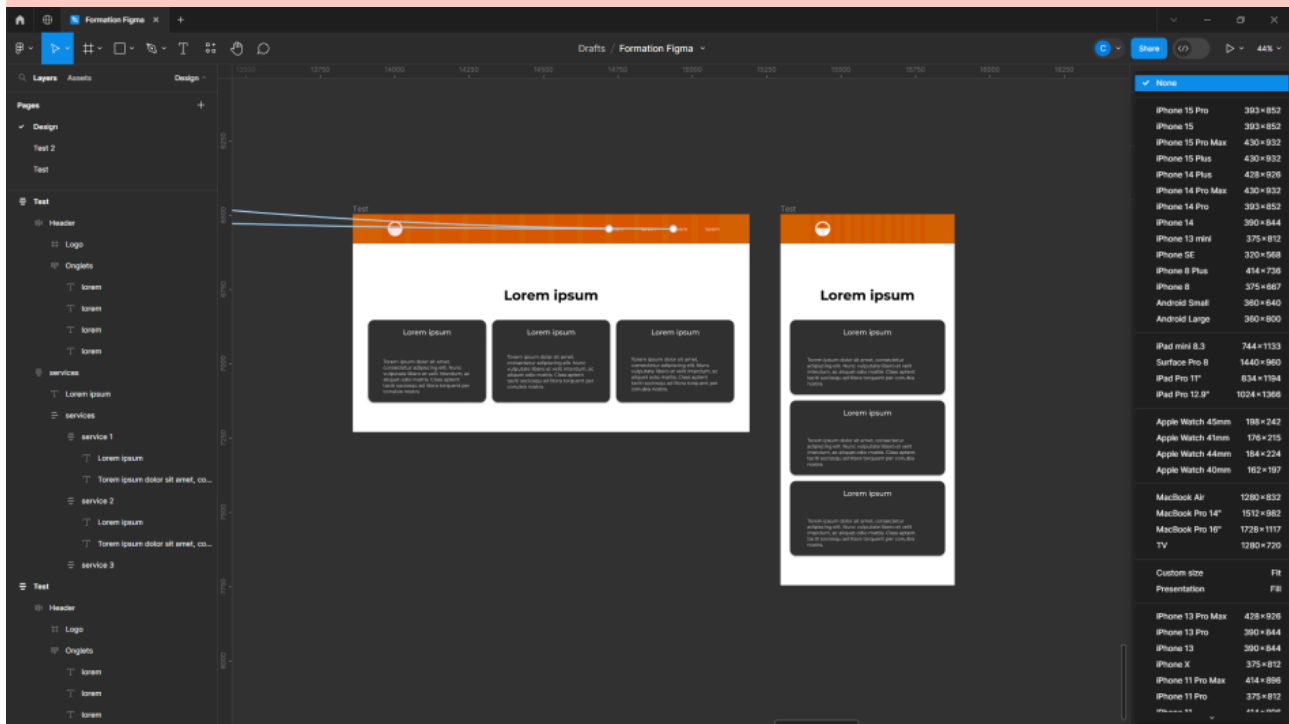 Formation Figma
Drafts / Formation Figma
C
Share
44%
Layers
Assets
Design
Pages
Design
Test 2
Test
Test
Header
Logo
Onglets
lorem
lorem
lorem
lorem
services
Lorem ipsum
services
service 1
Lorem ipsum
Torem ipsum dolor sit amet, co...
service 2
Lorem ipsum
Torem ipsum dolor sit amet, co...
service 3
Test
Header
Logo
Onglets
lorem
lorem
lorem
13750
14000
14250
14500
14750
15000
15250
15500
15750
16000
16250
Test
Lorem ipsum
Lorem ipsum
Lorem ipsum
Lorem ipsum
Test
Lorem ipsum
Lorem ipsum
Lorem ipsum
Lorem ipsum
None
iPhone 15 Pro 393×852
iPhone 15 393×852
iPhone 15 Pro Max 430×932
iPhone 15 Plus 430×932
iPhone 14 Plus 428×926
iPhone 14 Pro Max 430×932
iPhone 14 Pro 393×852
iPhone 14 390×844
iPhone 13 mini 375×812
iPhone SE 320×568
iPhone 8 Plus 414×736
iPhone 8 375×667
Android Small 360×640
Android Large 360×800
iPad mini 8.3 744×1133
Surface Pro 8 1440×960
iPad Pro 11" 834×1194
iPad Pro 12.9" 1024×1366
Apple Watch 45mm 198×242
Apple Watch 41mm 176×215
Apple Watch 44mm 184×224
Apple Watch 40mm 162×197
MacBook Air 1280×832
MacBook Pro 14" 1512×982
MacBook Pro 16" 1728×1117
TV 1280×720
Custom size Fit
Presentation Fill
iPhone 13 Pro Max 428×926
iPhone 13 Pro 390×844
iPhone 13 390×844
iPhone X 375×812
iPhone 11 Pro Max 414×896
iPhone 11 Pro 375×812